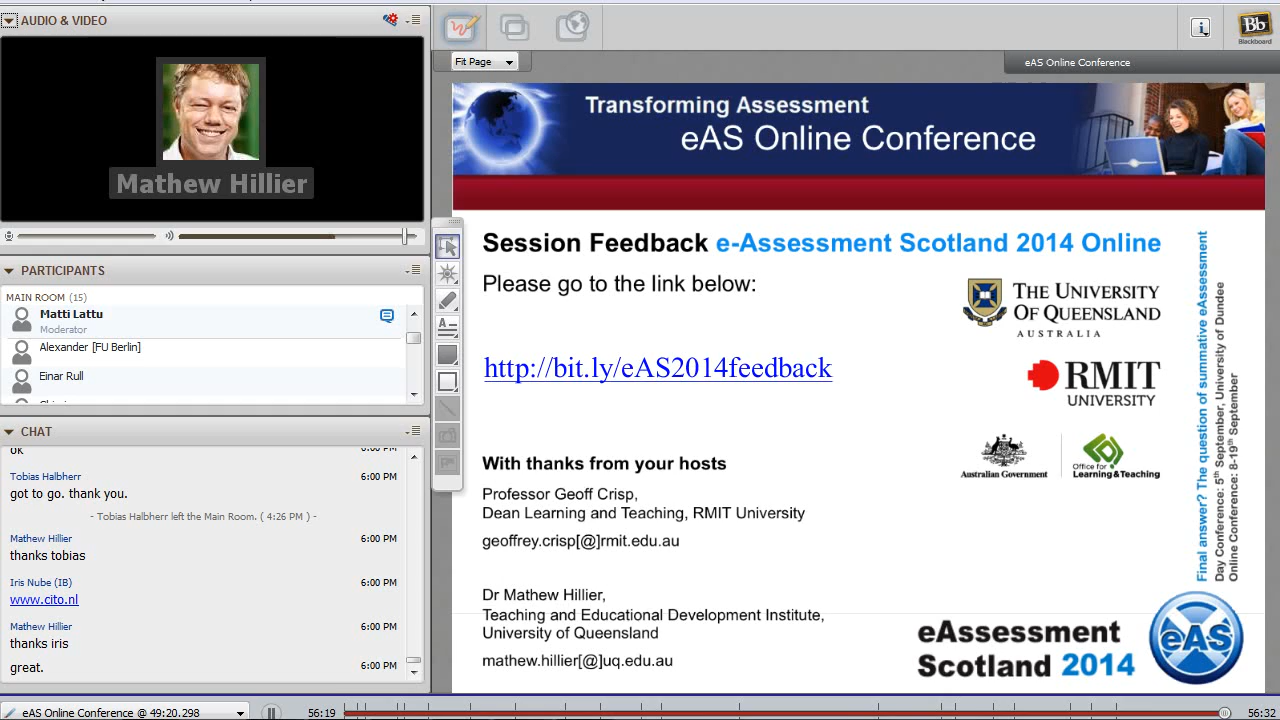 AUDIO & VIDEO
Mathew Hillier
PARTICIPANTS
MAIN ROOM (15)
Matti Lattu
Moderator
Alexander [FU Berlin]
Einar Rull
CHAT
ok
6:00 PM
Tobias Halbherr 6:00 PM
got to go. thank you.
- Tobias Halbherr left the Main Room. ( 4:26 PM ) -
Mathew Hillier 6:00 PM
thanks tobias
Iris Nube (IB) 6:00 PM
www.cito.nl
Mathew Hillier 6:00 PM
thanks iris
great. 6:00 PM
eAS Online Conference @ 49:20.298
56:19
56:32
Fit Page
eAS Online Conference
Bb
Blackboard
Transforming Assessment
eAS Online Conference
Session Feedback e-Assessment Scotland 2014 Online
Please go to the link below:
http://bit.ly/eAS2014feedback
THE UNIVERSITY
OF QUEENSLAND
AUSTRALIA
RMIT
UNIVERSITY
Australian Government
Office for
Learning & Teaching
With thanks from your hosts
Professor Geoff Crisp,
Dean Learning and Teaching, RMIT University
geoffrey.crisp[@]rmit.edu.au
Dr Mathew Hillier,
Teaching and Educational Development Institute,
University of Queensland
mathew.hillier[@]uq.edu.au
Final answer? The question of summative eAssessment
Day Conference: 5th September, University of Dundee
Online Conference: 8-19th September
eAssessment
Scotland 2014
eAS